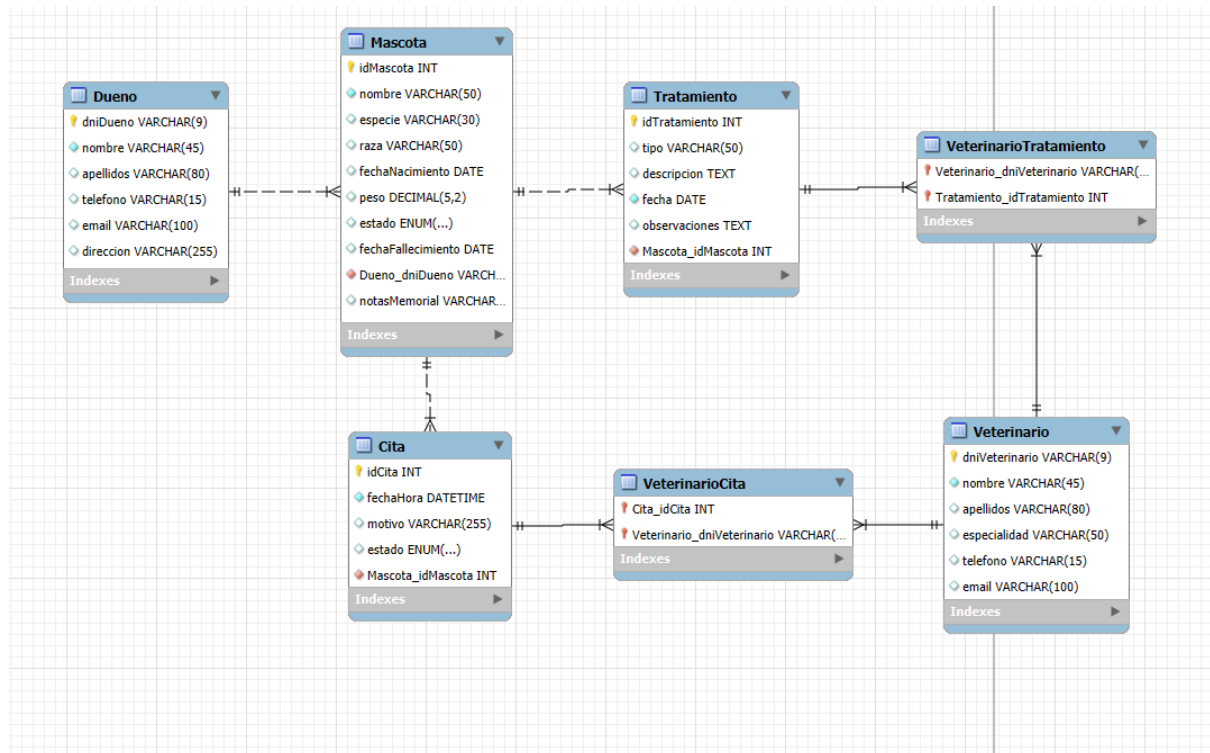 Dueno
dniDueno VARCHAR(9)
nombre VARCHAR(45)
apellidos VARCHAR(80)
telefono VARCHAR(15)
email VARCHAR(100)
direccion VARCHAR(255)
Indexes
Mascota
idMascota INT
nombre VARCHAR(50)
especie VARCHAR(30)
raza VARCHAR(50)
fechaNacimiento DATE
peso DECIMAL(5,2)
estado ENUM(...)
fechaFallecimiento DATE
Dueno_dniDueno VARCH...
notasMemorial VARCHAR...
Indexes
Tratamiento
idTratamiento INT
tipo VARCHAR(50)
descripcion TEXT
fecha DATE
observaciones TEXT
Mascota_idMascota INT
Indexes
VeterinarioTratamiento
Veterinario_dniVeterinario VARCHAR(...
Tratamiento_idTratamiento INT
Indexes
Cita
idCita INT
fechaHora DATETIME
motivo VARCHAR(255)
estado ENUM(...)
Mascota_idMascota INT
Indexes
VeterinarioCita
Cita_idCita INT
Veterinario_dniVeterinario VARCHAR(...
Indexes
Veterinario
dniVeterinario VARCHAR(9)
nombre VARCHAR(45)
apellidos VARCHAR(80)
especialidad VARCHAR(50)
telefono VARCHAR(15)
email VARCHAR(100)
Indexes